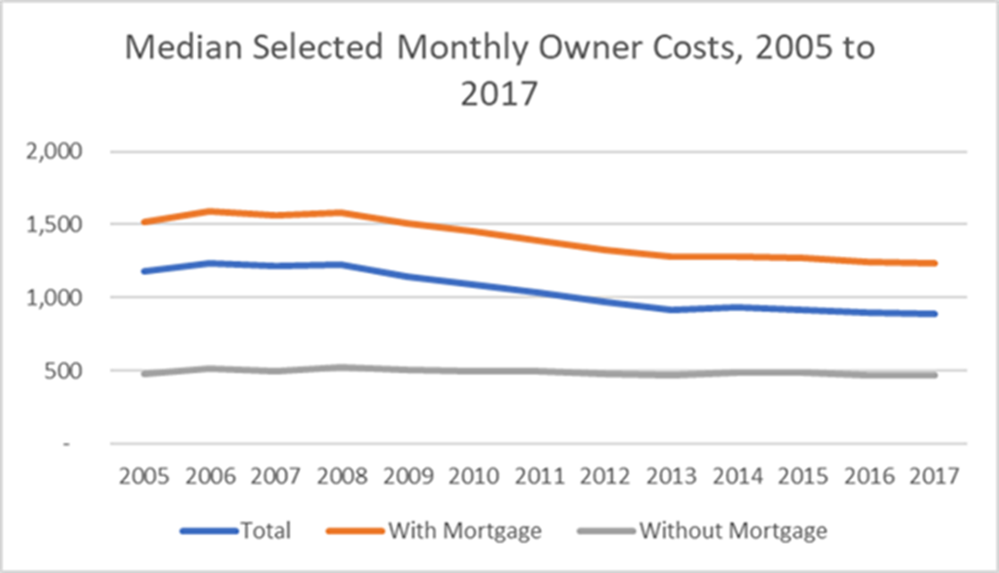 Median Selected Monthly Owner Costs, 2005 to
2017
2,000
1,500
1,000
500
-
2005 2006 2007 2008 2009 2010 2011 2012 2013 2014 2015 2016 2017
Total With Mortgage Without Mortgage